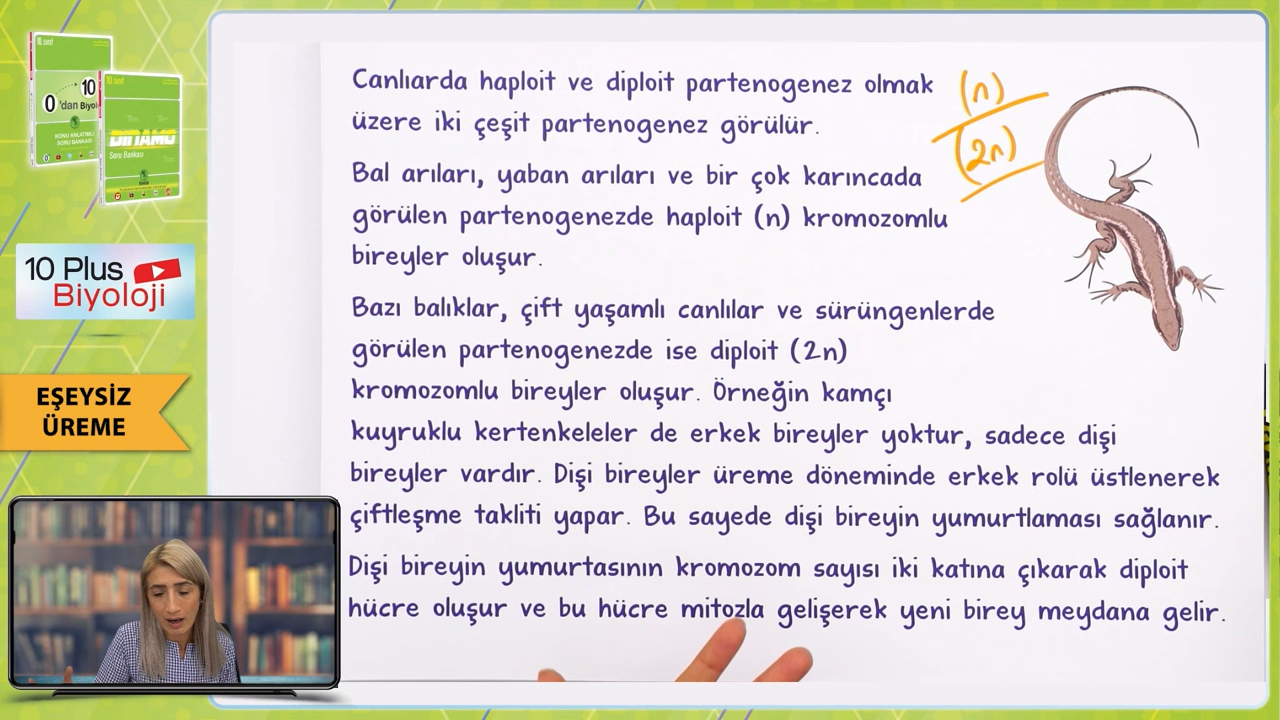 10. sınıf
0 'dan 10
Biyol
KONU ANLATIMLI
SORU BANKASI
10. sınıf
DİNAMO
Soru Bankası
10 Plus
Biyoloji
EŞEYSİZ
ÜREME
Canlıarda haploit ve diploit partenogenez olmak
üzere iki çeşit partenogenez görülür.
(n)
(2n)
Bal arıları, yaban arıları ve bir çok karıncada
görülen partenogenezde haploit (n) kromozomlu
bireyler oluşur.
Bazı balıklar, çift yaşamlı canlılar ve sürüngenlerde
görülen partenogenezde ise diploit (2n)
kromozomlu bireyler oluşur. Örneğin kamçı
kuyruklu kertenkeleler de erkek bireyler yoktur, sadece dişi
bireyler vardır. Dişi bireyler üreme döneminde erkek rolü üstlenerek
çiftleşme takliti yapar. Bu sayede dişi bireyin yumurtlaması sağlanır.
Dişi bireyin yumurtasının kromozom sayısı iki katına çıkarak diploit
hücre oluşur ve bu hücre mitozla gelişerek yeni birey meydana gelir.